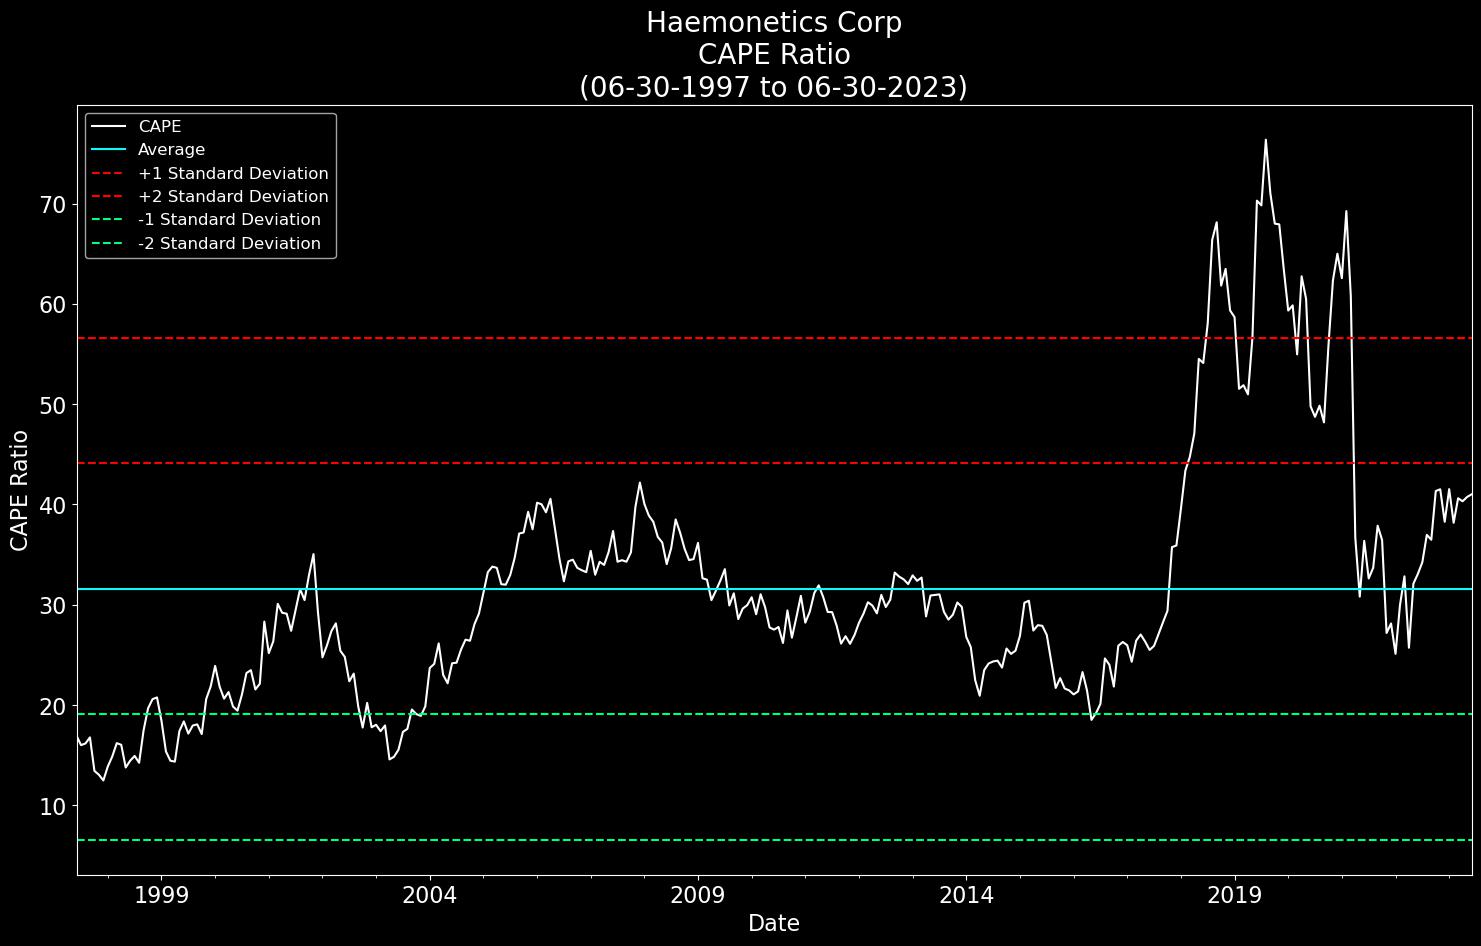 Haemonetics Corp
CAPE Ratio
(06-30-1997 to 06-30-2023)
CAPE
Average
+1 Standard Deviation
+2 Standard Deviation
-1 Standard Deviation
-2 Standard Deviation
70
60
50
40
30
20
10
CAPE Ratio
1999 2004 2009 2014 2019
Date